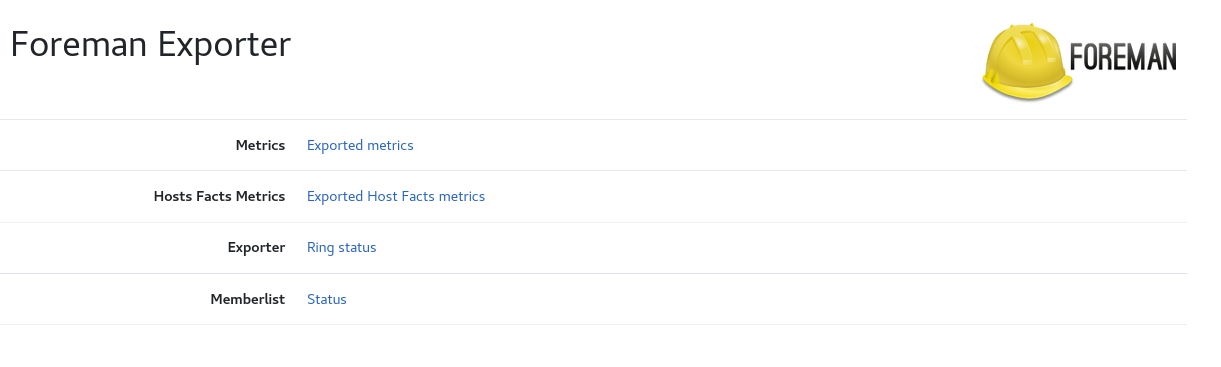 Foreman Exporter
FOREMAN
Metrics Exported metrics
Hosts Facts Metrics Exported Host Facts metrics
Exporter Ring status
Memberlist Status